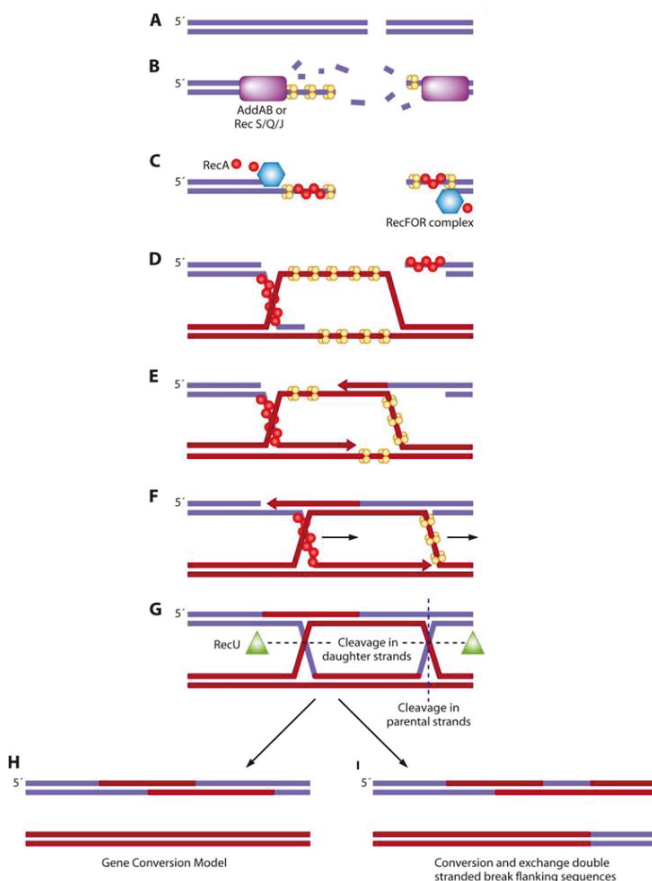 A
5´
B
5´
AddAB or
Rec S/Q/J
C
RecA
5´
RecFOR complex
D
5´
E
5´
F
5´
G
5´
RecU
Cleavage in
daughter strands
Cleavage in
parental strands
H
5´
Gene Conversion Model
I
5´
Conversion and exchange double
stranded break flanking sequences